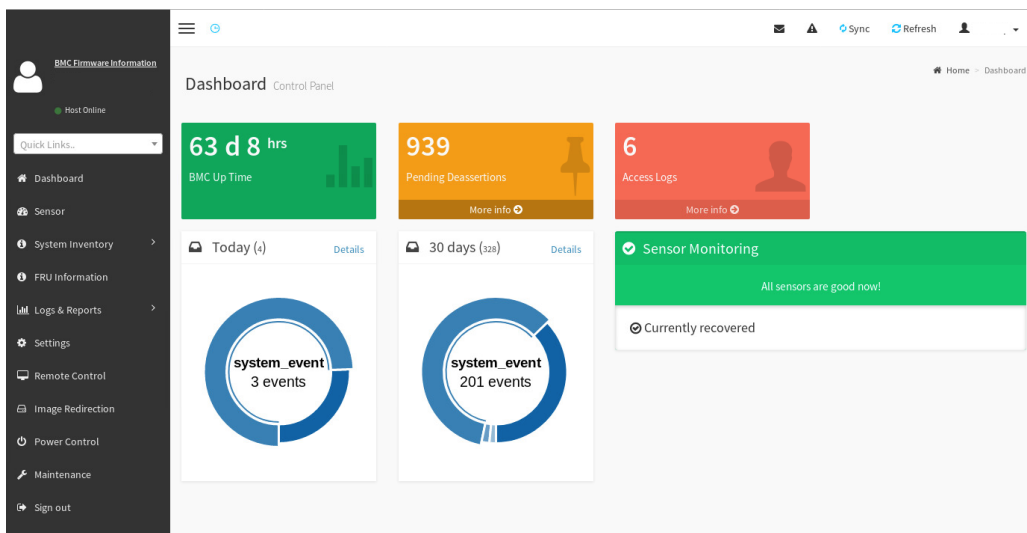 Sync
Refresh
BMC Firmware Information
Host Online
Quick Links..
Dashboard
Sensor
System Inventory
FRU Information
Logs & Reports
Settings
Remote Control
Image Redirection
Power Control
Maintenance
Sign out
Dashboard Control Panel
Home > Dashboard
63 d 8 hrs
BMC Up Time
939
Pending Deassertions
More info
6
Access Logs
More info
Today (4) Details
system_event
3 events
30 days (328) Details
system_event
201 events
Sensor Monitoring
All sensors are good now!
Currently recovered